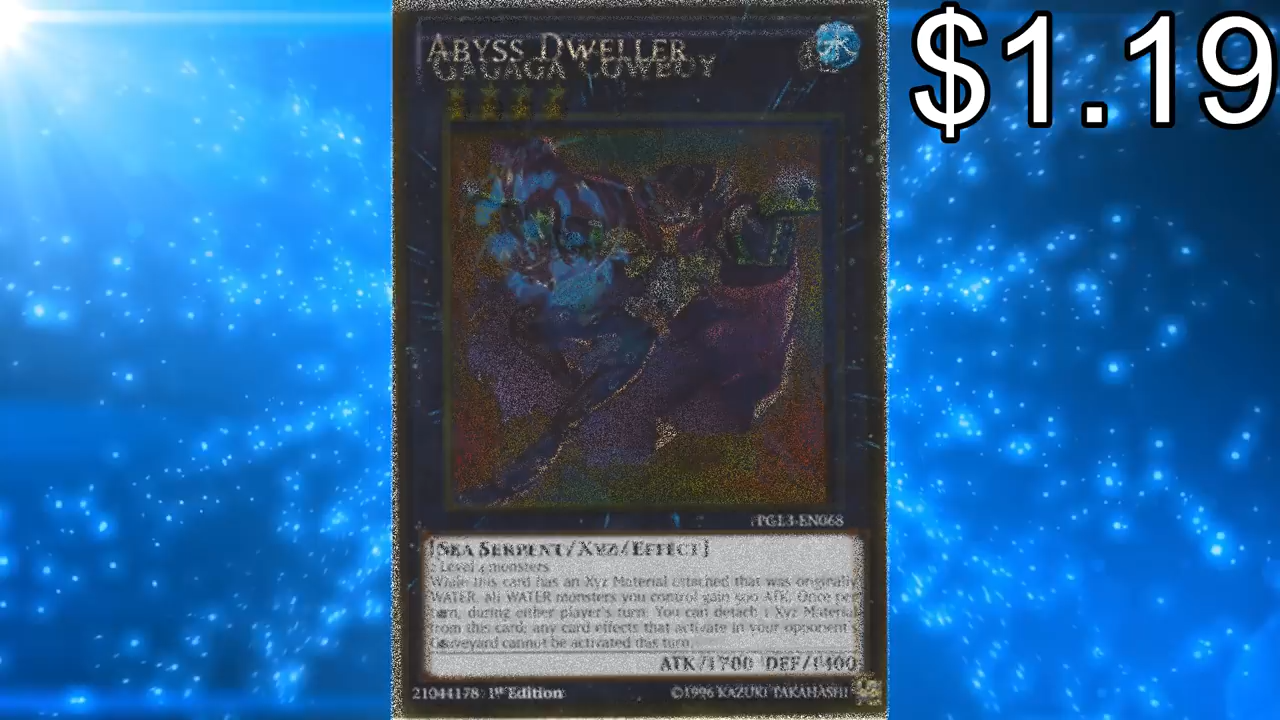 $1.19
ABYSS DWELLER
GAGAGA COWBOY
PGL3-EN068
[SEA SERPENT/XYZ/EFFECT]
2 Level 4 monsters
While this card has an Xyz Material attached that was originally
WATER, all WATER monsters you control gain 500 ATK. Once per
turn, during either player's turn: You can detach 1 Xyz Material
from this card; any card effects that activate in your opponent's
Graveyard cannot be activated this turn.
ATK/1700 DEF/1400
21044178 1st Edition
©1996 KAZUKI TAKAHASHI